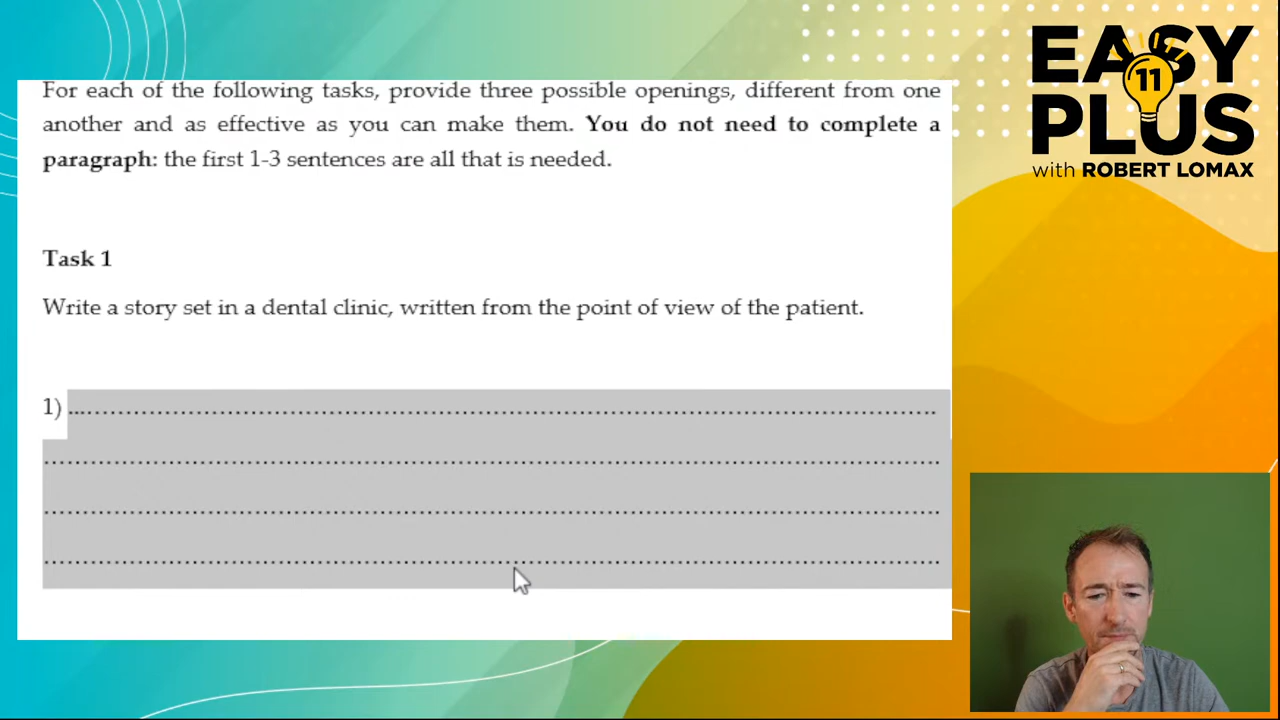 For each of the following tasks, provide three possible openings, different from one
another and as effective as you can make them. You do not need to complete a
paragraph: the first 1-3 sentences are all that is needed.
Task 1
Write a story set in a dental clinic, written from the point of view of the patient.
1)
EASY
11
PLUS
with ROBERT LOMAX